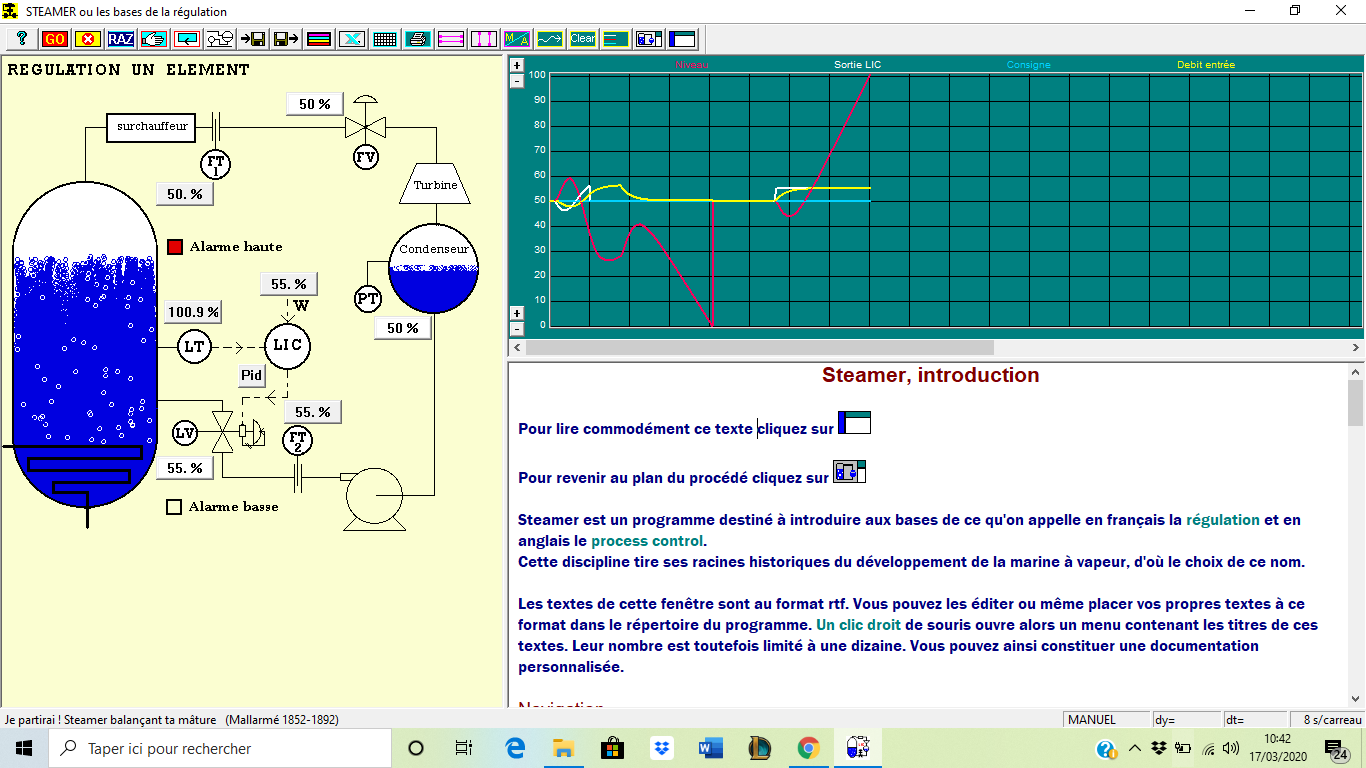 STEAMER ou les bases de la régulation
? GO RAZ M A Clear
REGULATION UN ELEMENT
50 %
surchauffeur
FT 1
FV
50. %
Turbine
Alarme haute
Condenseur
55. %
W
PT
100.9 %
50 %
LT
LIC
Pid
55. %
LV
FT 2
55. %
Alarme basse
+
-
Sortie LIC Consigne Debit entrée
100
90
80
70
60
50
40
30
20
10
0
+
-
Steamer, introduction
Pour lire commodément ce texte cliquez sur
Pour revenir au plan du procédé cliquez sur
Steamer est un programme destiné à introduire aux bases de ce qu'on appelle en français la régulation et en
anglais le process control.
Cette discipline tire ses racines historiques du développement de la marine à vapeur, d'où le choix de ce nom.
Les textes de cette fenêtre sont au format rtf. Vous pouvez les éditer ou même placer vos propres textes à ce
format dans le répertoire du programme. Un clic droit de souris ouvre alors un menu contenant les titres de ces
textes. Leur nombre est toutefois limité à une dizaine. Vous pouvez ainsi constituer une documentation
personnalisée.
Navigation
Je partirai ! Steamer balançant ta mâture (Mallarmé 1852-1892)
MANUEL dy= dt= 8 s/carreau
Taper ici pour rechercher
10:42
17/03/2020
24